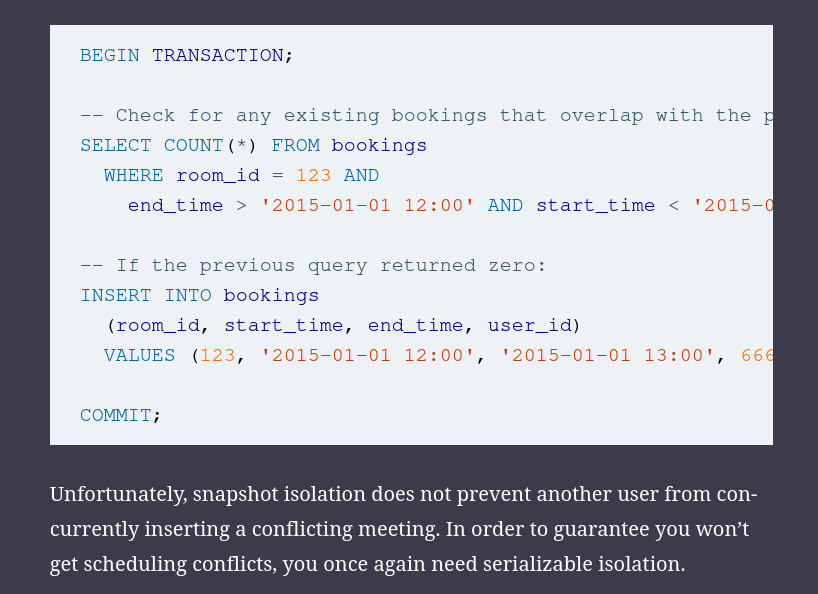 BEGIN TRANSACTION;
-- Check for any existing bookings that overlap with the
SELECT COUNT(*) FROM bookings
WHERE room_id = 123 AND
end_time > '2015-01-01 12:00' AND start_time < '2015-0
-- If the previous query returned zero:
INSERT INTO bookings
(room_id, start_time, end_time, user_id)
VALUES (123, '2015-01-01 12:00', '2015-01-01 13:00', 666
COMMIT;
Unfortunately, snapshot isolation does not prevent another user from con-
currently inserting a conflicting meeting. In order to guarantee you won’t
get scheduling conflicts, you once again need serializable isolation.